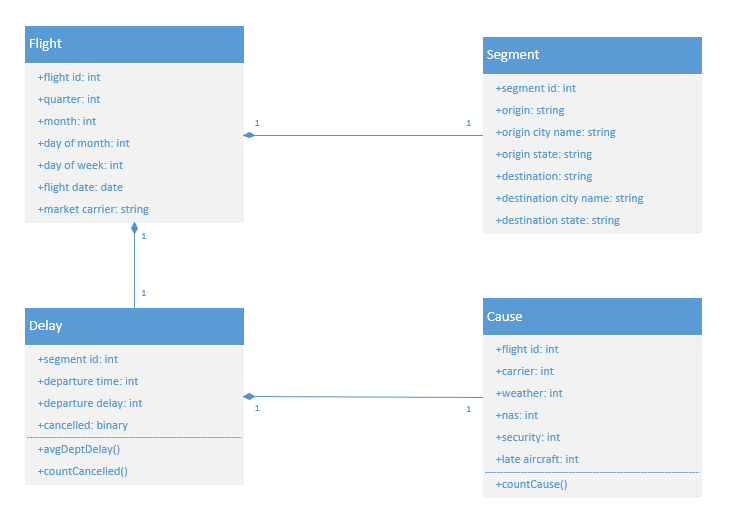 Flight
+flight id: int
+quarter: int
+month: int
+day of month: int
+day of week: int
+flight date: date
+market carrier: string
1
1
Segment
+segment id: int
+origin: string
+origin city name: string
+origin state: string
+destination: string
+destination city name: string
+destination state: string
1
1
Delay
+segment id: int
+departure time: int
+departure delay: int
+cancelled: binary
+avgDeptDelay()
+countCancelled()
1
1
Cause
+flight id: int
+carrier: int
+weather: int
+nas: int
+security: int
+late aircraft: int
+countCause()